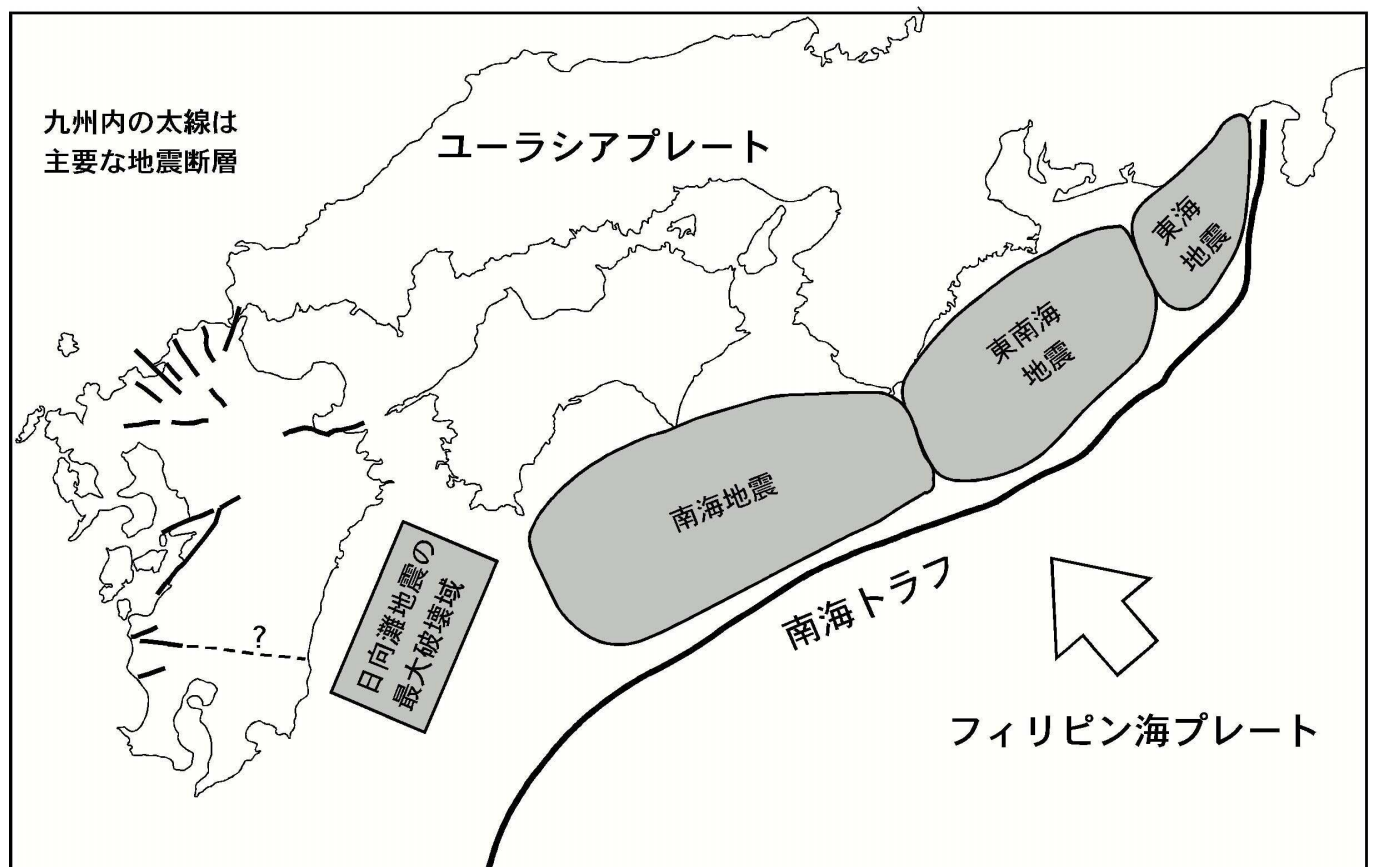 九州内の太線は
主要な地震断層
ユーラシアプレート
東海
地震
東南海
地震
南海地震
日向灘地震の
最大破壊域
?
南海トラフ
フィリピン海プレート